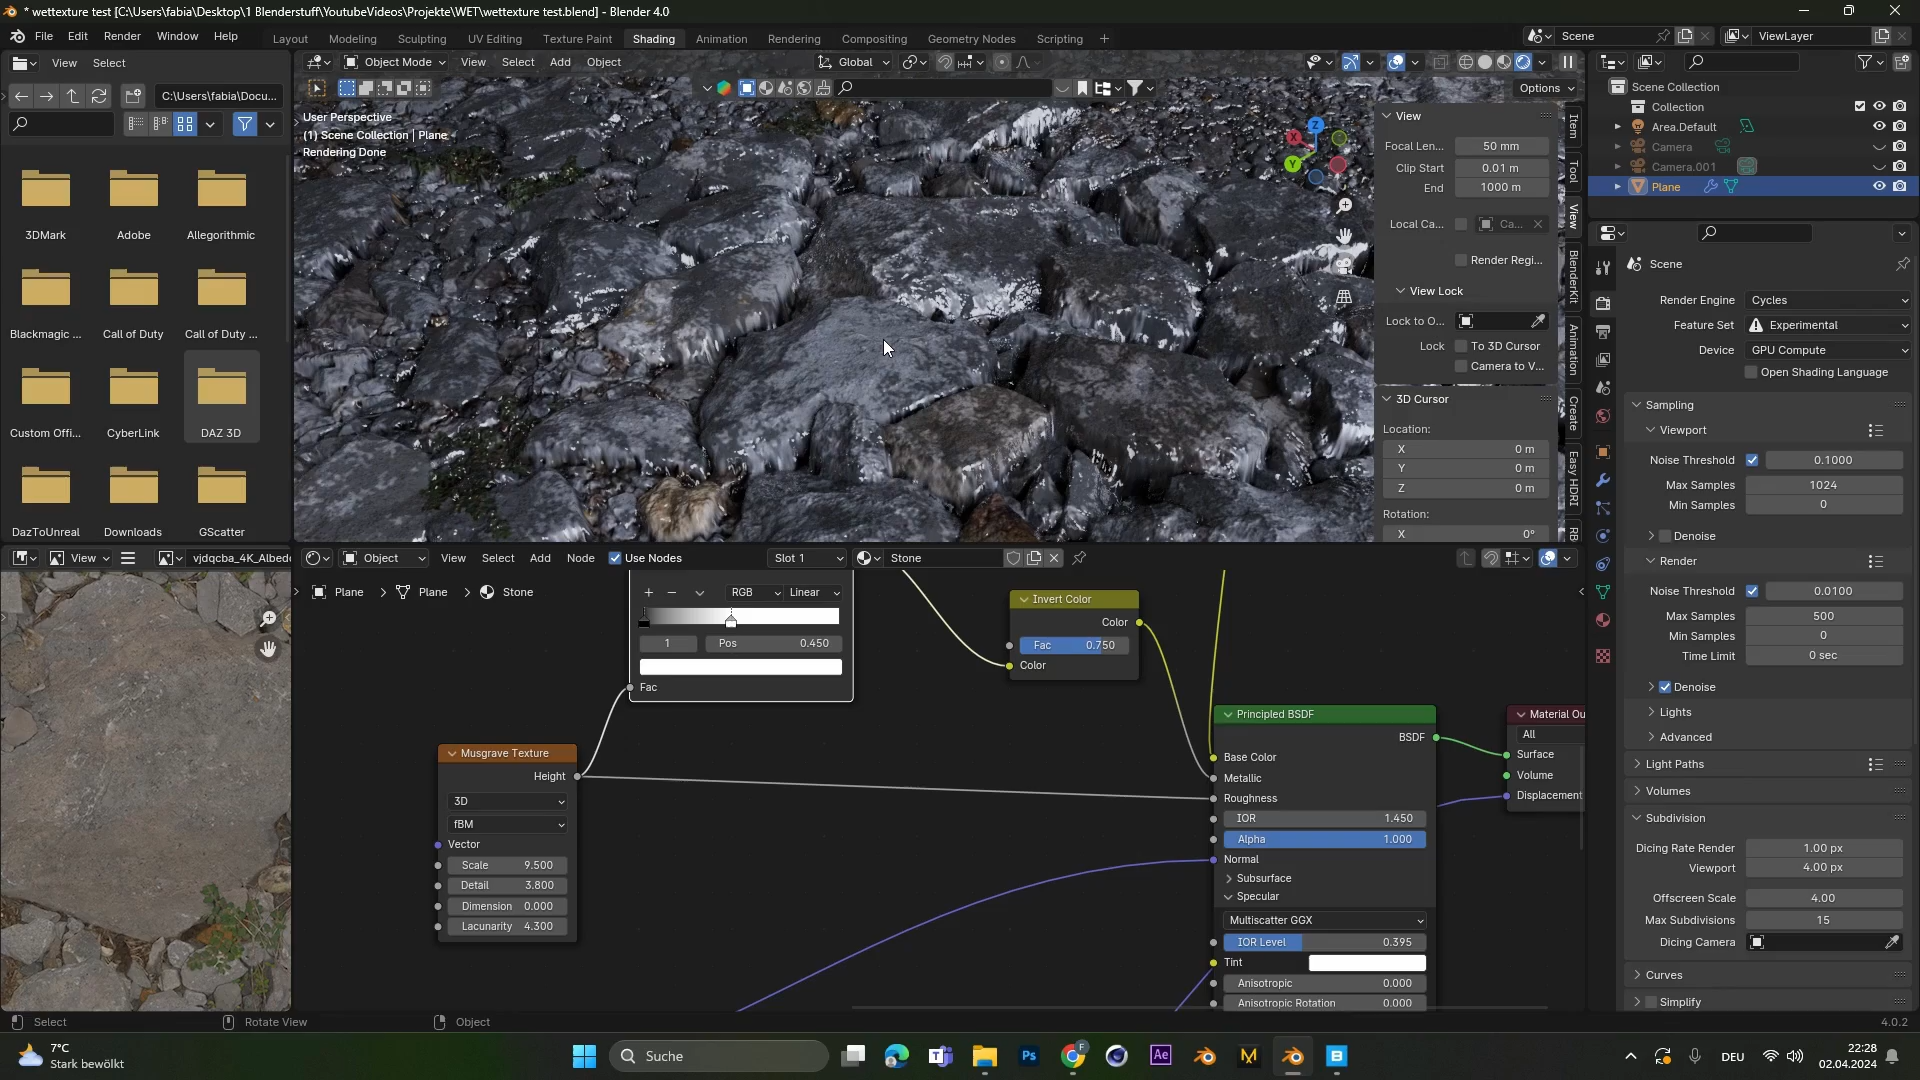 * wettexture test [C:\Users\fabia\Desktop\1 Blenderstuff\YoutubeVideos\Projekte\WET\wettexture test.blend] - Blender 4.0
File Edit Render Window Help
Layout Modeling Sculpting UV Editing Texture Paint Shading Animation Rendering Compositing Geometry Nodes Scripting +
Scene
ViewLayer
View Select
C:\Users\fabia\Docu...
3DMark
Adobe
Allegorithmic
Blackmagic ...
Call of Duty
Call of Duty ...
Custom Offi...
CyberLink
DAZ 3D
DazToUnreal
Downloads
GScatter
Object Mode
View Select Add Object
Global
Options
User Perspective
(1) Scene Collection | Plane
Rendering Done
X
Y
Z
View
Focal Len... 50 mm
Clip Start 0.01 m
End 1000 m
Local Ca... Ca...
Render Regi...
View Lock
Lock to O...
Lock To 3D Cursor
Camera to V...
3D Cursor
Location:
X 0 m
Y 0 m
Z 0 m
Rotation:
X 0°
Item
Tool
View
BlenderKit
Animation
Create
Easy HDRI
Scene Collection
Collection
Area.Default
Camera
Camera.001
Plane
Scene
Render Engine Cycles
Feature Set Experimental
Device GPU Compute
Open Shading Language
Sampling
Viewport
Noise Threshold 0.1000
Max Samples 1024
Min Samples 0
Denoise
Render
Noise Threshold 0.0100
Max Samples 500
Min Samples 0
Time Limit 0 sec
Denoise
Lights
Advanced
Light Paths
Volumes
Subdivision
Dicing Rate Render 1.00 px
Viewport 4.00 px
Offscreen Scale 4.00
Max Subdivisions 15
Dicing Camera
Curves
Simplify
View
vjdqcba_4K_Albedo
Object
View Select Add Node
Use Nodes
Slot 1
Stone
Plane > Plane > Stone
+ − RGB Linear
1 Pos 0.450
Fac
Invert Color
Color
Fac 0.750
Color
Musgrave Texture
Height
3D
fBM
Vector
Scale 9.500
Detail 3.800
Dimension 0.000
Lacunarity 4.300
Principled BSDF
BSDF
Base Color
Metallic
Roughness
IOR 1.450
Alpha 1.000
Normal
Subsurface
Specular
Multiscatter GGX
IOR Level 0.395
Tint
Anisotropic 0.000
Anisotropic Rotation 0.000
Material Ou
All
Surface
Volume
Displacement
Select
Rotate View
Object
4.0.2
7°C
Stark bewölkt
Suche
Ps
F
Ae
DEU
22:28
02.04.2024